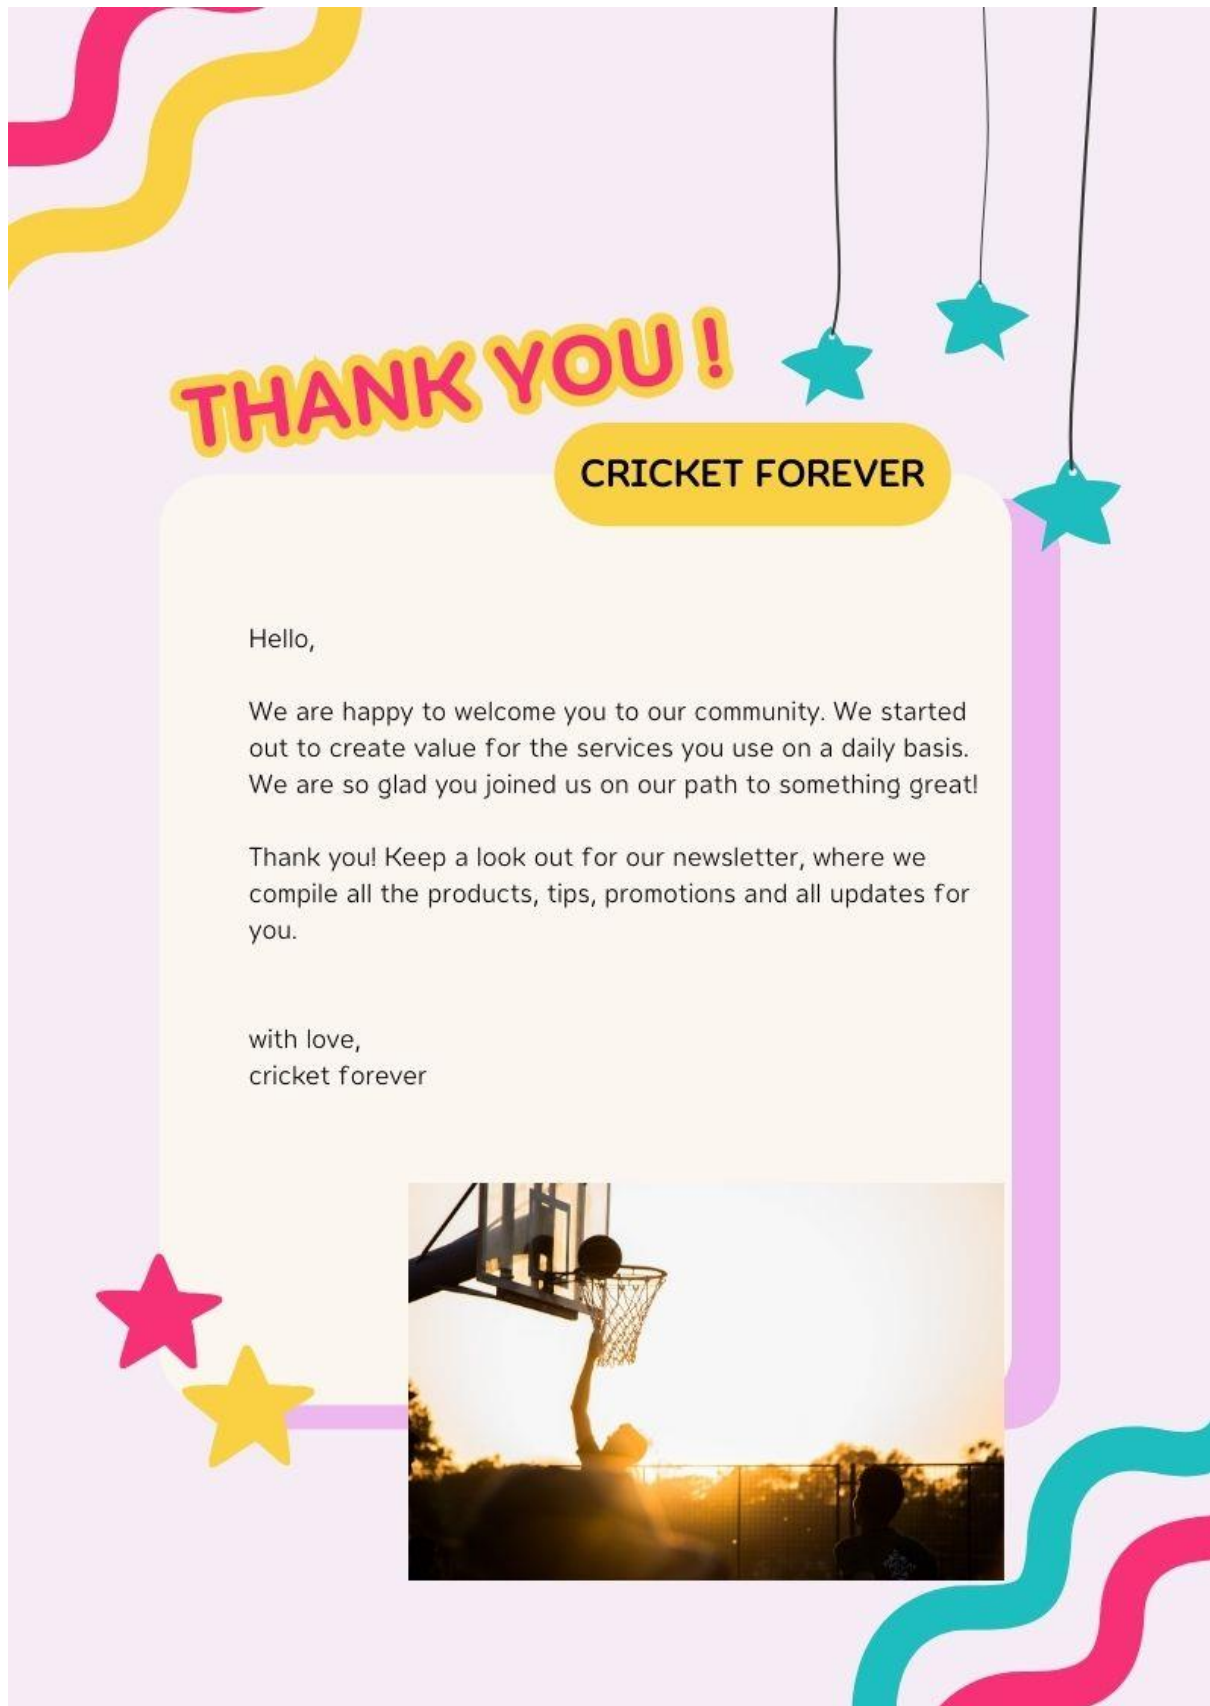 THANK YOU !
CRICKET FOREVER
Hello,
We are happy to welcome you to our community. We started
out to create value for the services you use on a daily basis.
We are so glad you joined us on our path to something great!
Thank you! Keep a look out for our newsletter, where we
compile all the products, tips, promotions and all updates for
you.
with love,
cricket forever